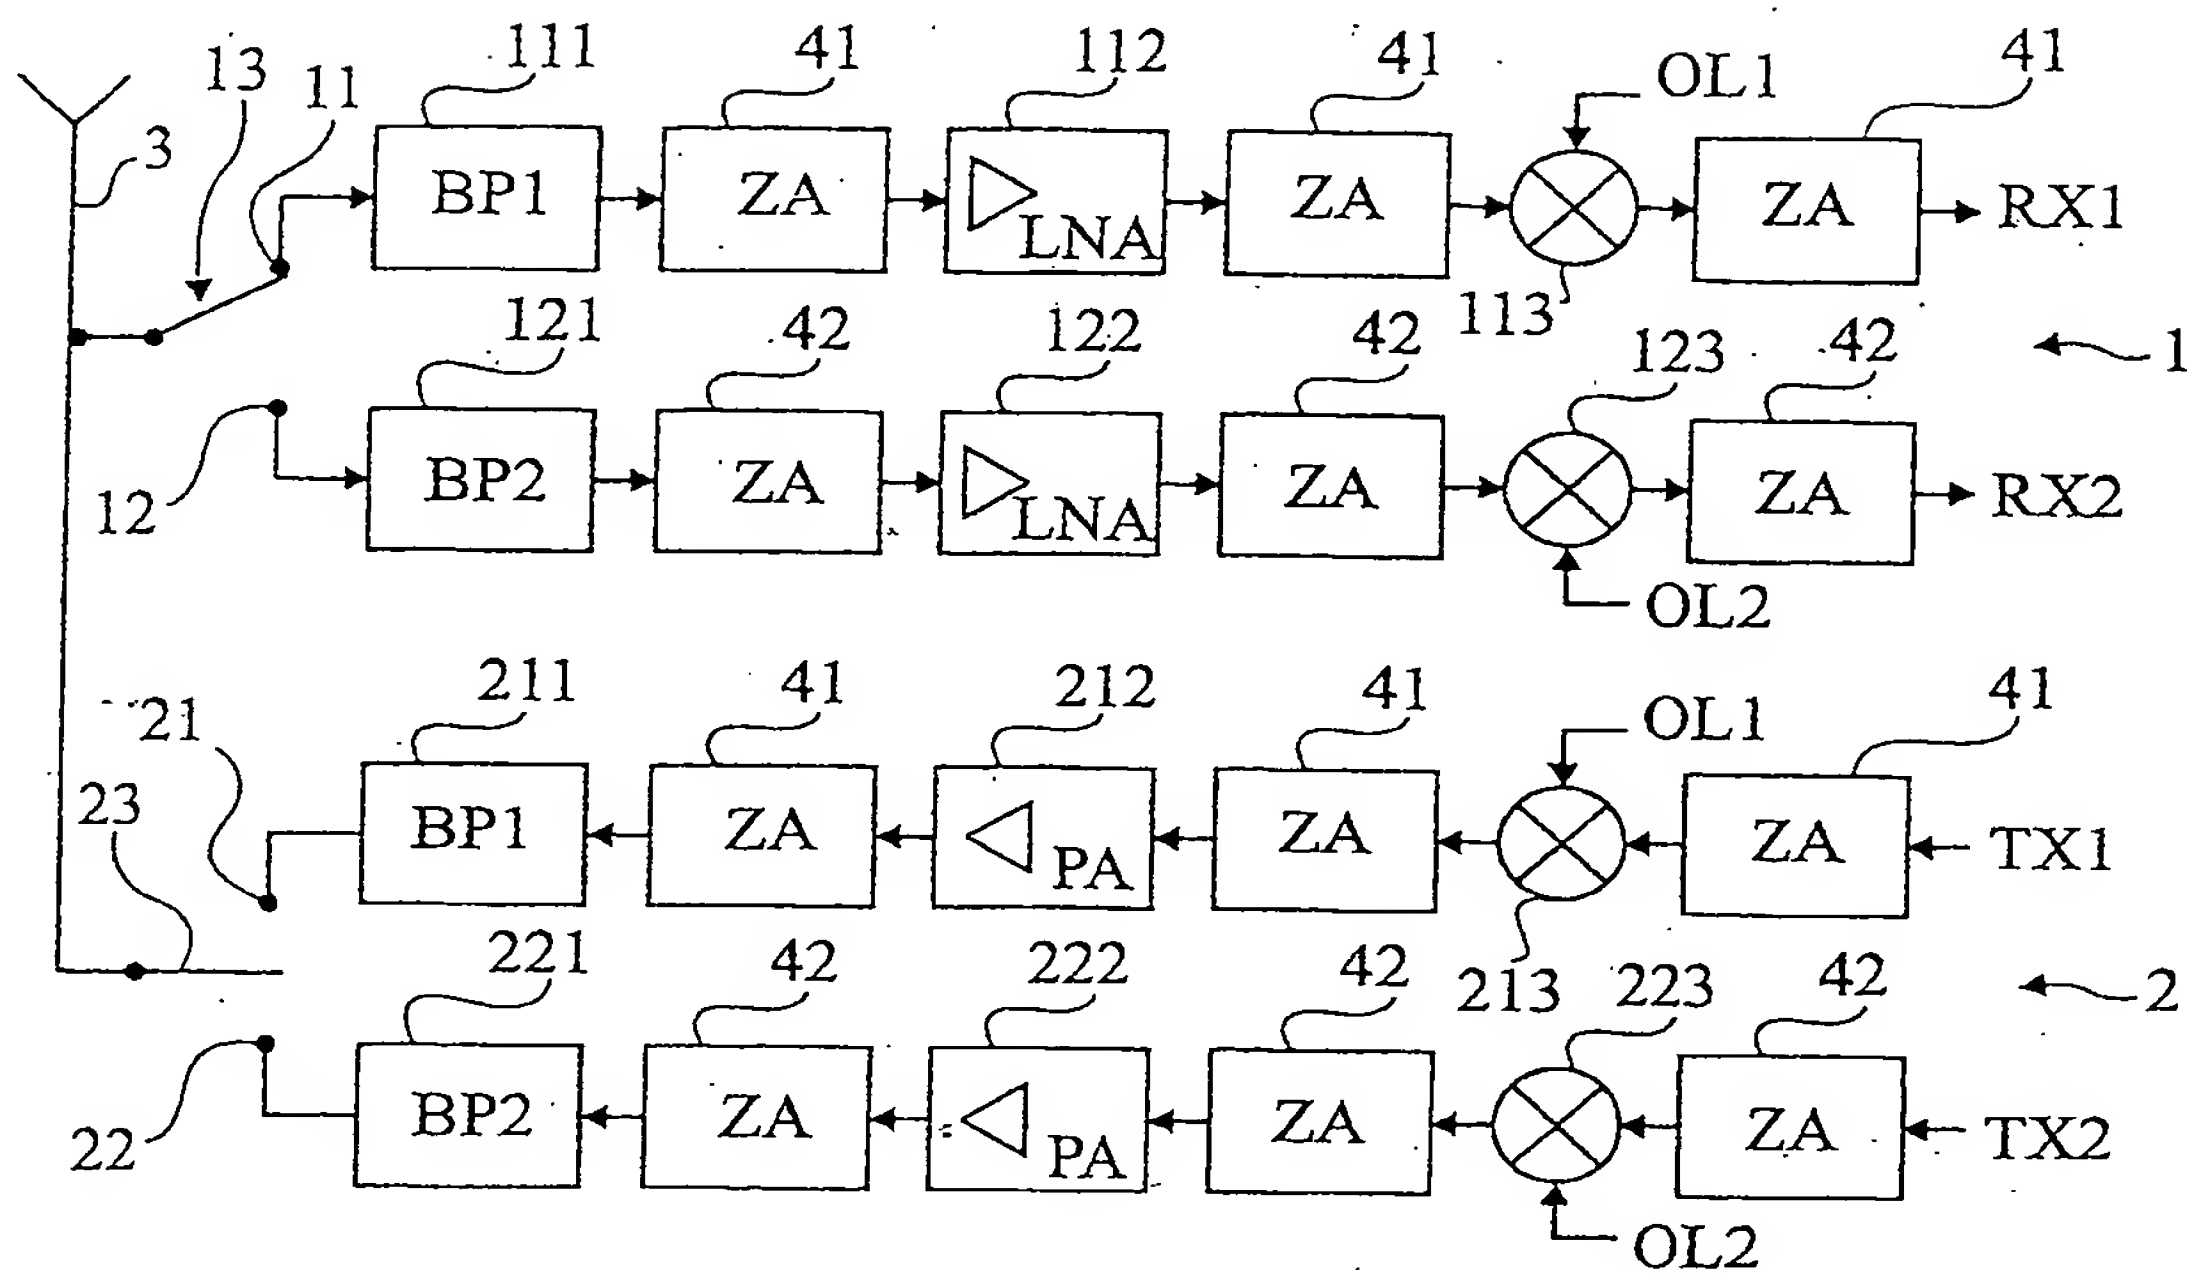 111 41 112 41 OL1 41
13 11
3
BP1 ZA LNA ZA ZA RX1
113
121 42 122 42 123 42 1
12
BP2 ZA LNA ZA ZA RX2
OL2
211 41 212 41 OL1 41
21
23
BP1 ZA PA ZA ZA TX1
213
221 42 222 42 223 42 2
22
BP2 ZA PA ZA ZA TX2
OL2